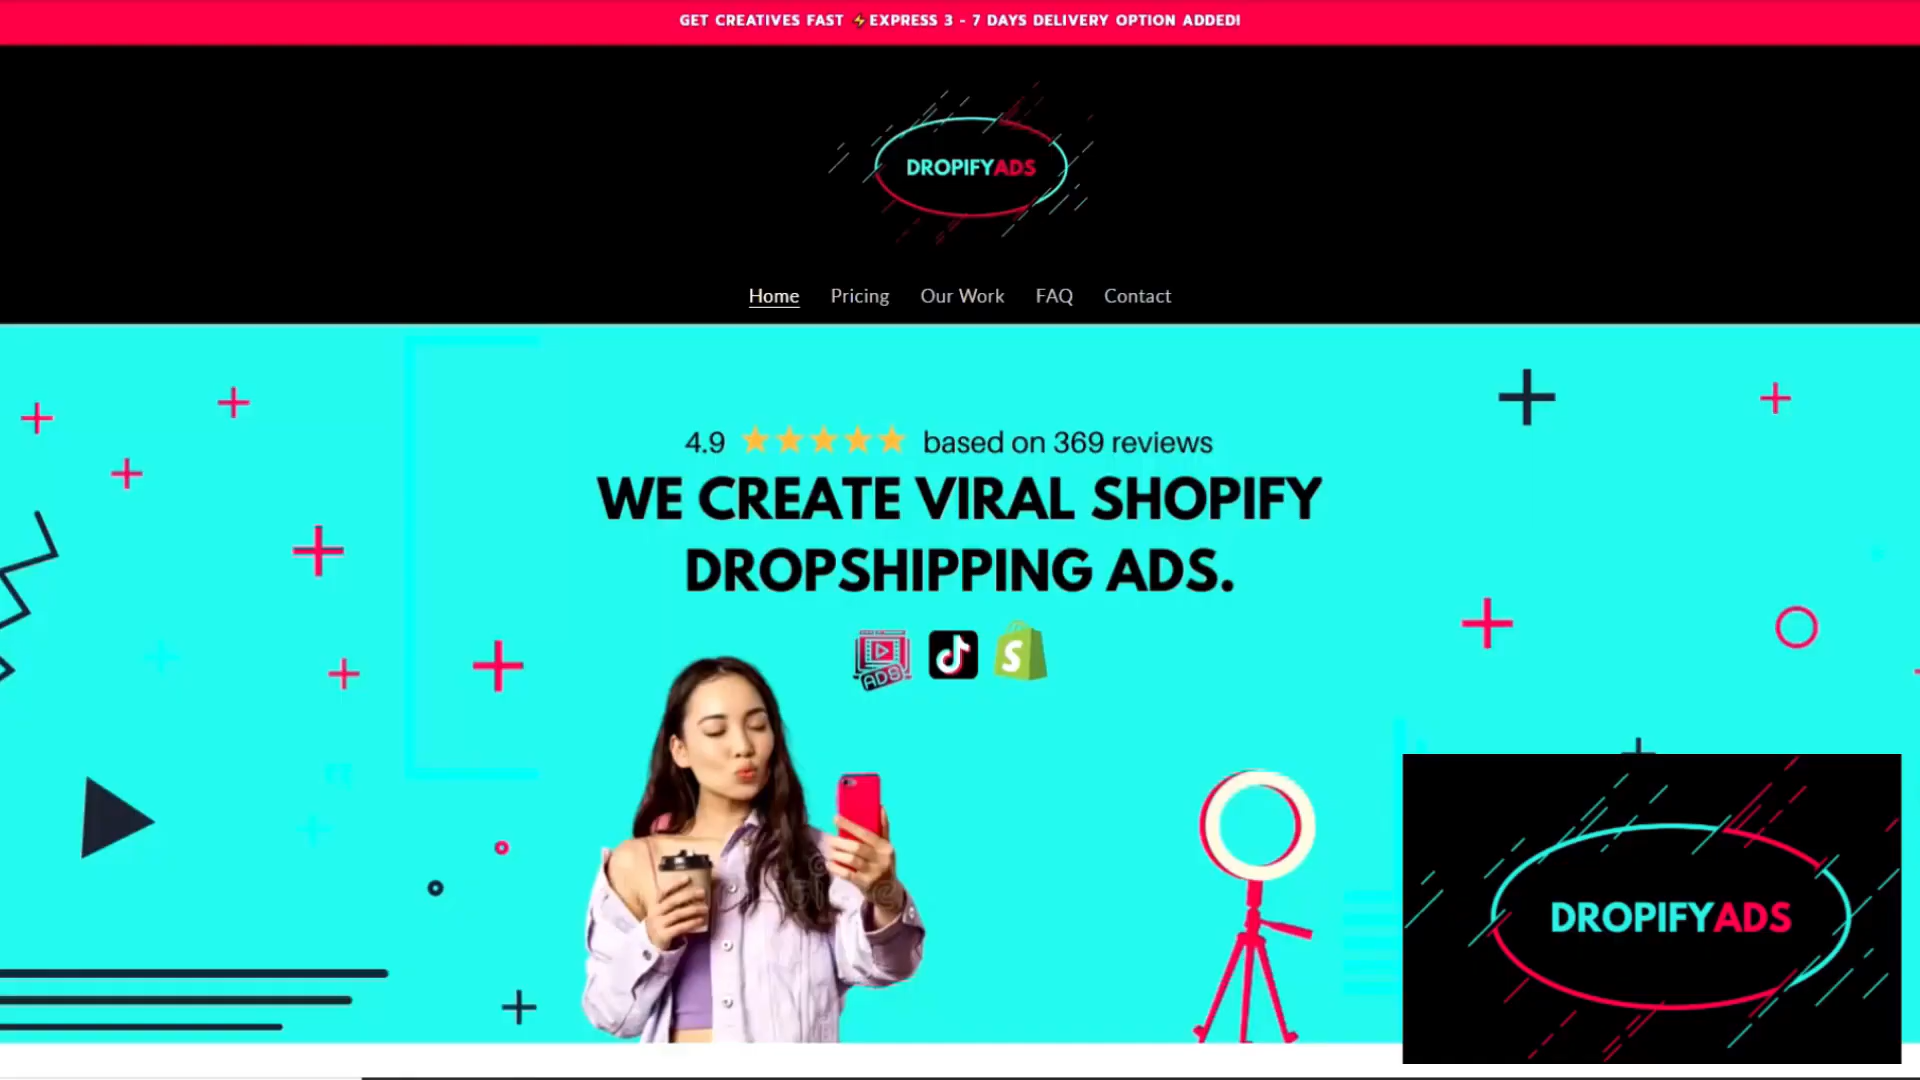 GET CREATIVES FAST ⚡EXPRESS 3 - 7 DAYS DELIVERY OPTION ADDED!
DROPIFYADS
Home Pricing Our Work FAQ Contact
4.9 ★★★★★ based on 369 reviews
WE CREATE VIRAL SHOPIFY
DROPSHIPPING ADS.
ADS
S
DROPIFYADS